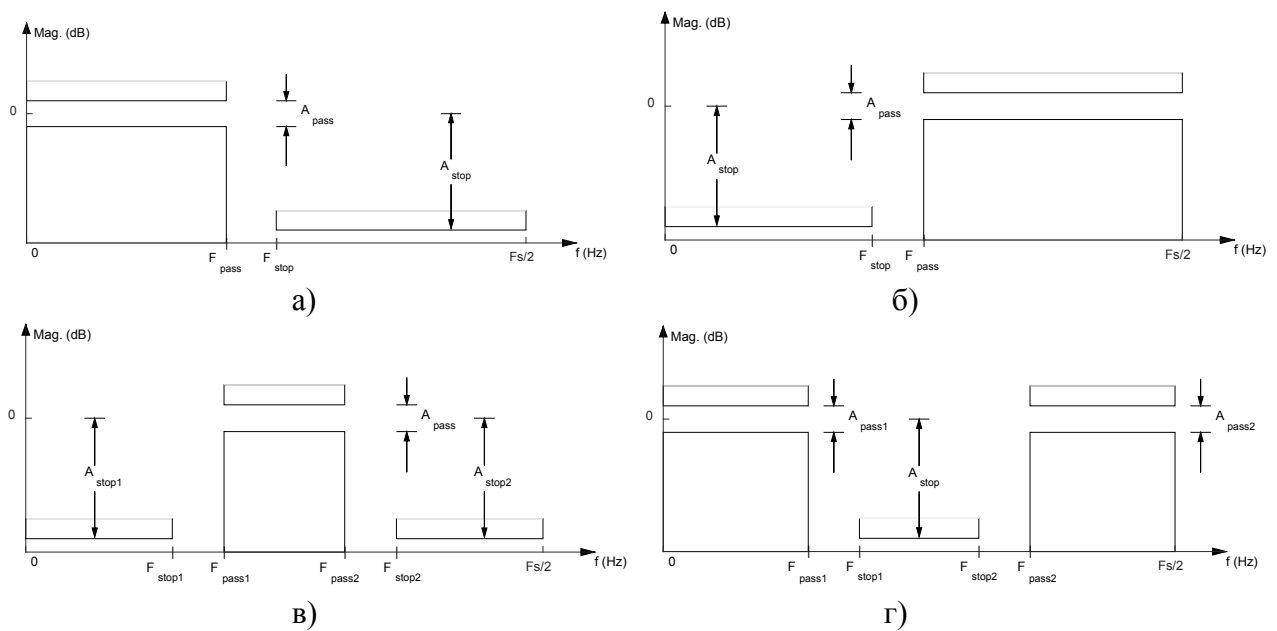 Mag. (dB)
0
A pass
A stop
0
F pass
F stop
Fs/2
f (Hz)
а)
Mag. (dB)
0
A pass
A stop
0
F stop
F pass
Fs/2
f (Hz)
б)
Mag. (dB)
0
A pass
A stop1
A stop2
0
F stop1
F pass1
F pass2
F stop2
Fs/2
f (Hz)
в)
Mag. (dB)
0
A pass1
A pass2
A stop
0
F pass1
F stop1
F stop2
F pass2
Fs/2
f (Hz)
г)